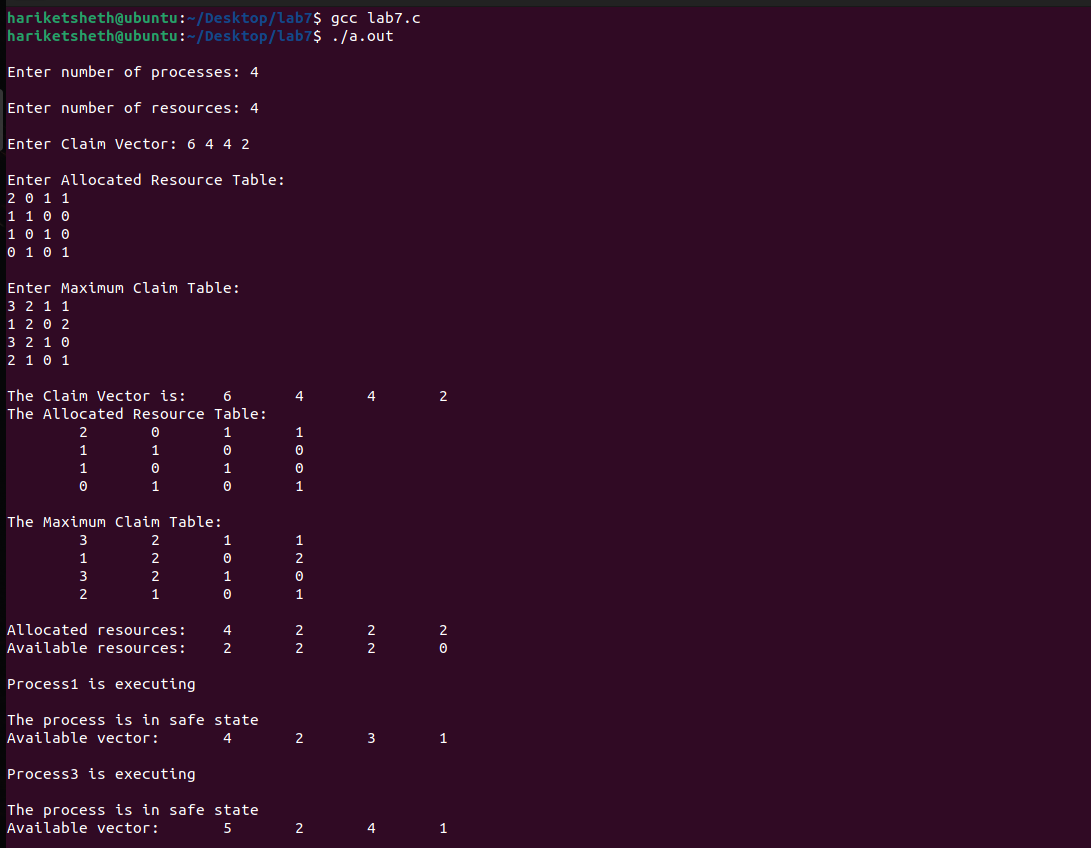 hariketsheth@ubuntu:~/Desktop/lab7$ gcc lab7.c
hariketsheth@ubuntu:~/Desktop/lab7$ ./a.out
Enter number of processes: 4
Enter number of resources: 4
Enter Claim Vector: 6 4 4 2
Enter Allocated Resource Table:
2 0 1 1
1 1 0 0
1 0 1 0
0 1 0 1
Enter Maximum Claim Table:
3 2 1 1
1 2 0 2
3 2 1 0
2 1 0 1
The Claim Vector is: 6 4 4 2
The Allocated Resource Table:
2 0 1 1
1 1 0 0
1 0 1 0
0 1 0 1
The Maximum Claim Table:
3 2 1 1
1 2 0 2
3 2 1 0
2 1 0 1
Allocated resources: 4 2 2 2
Available resources: 2 2 2 0
Process1 is executing
The process is in safe state
Available vector: 4 2 3 1
Process3 is executing
The process is in safe state
Available vector: 5 2 4 1